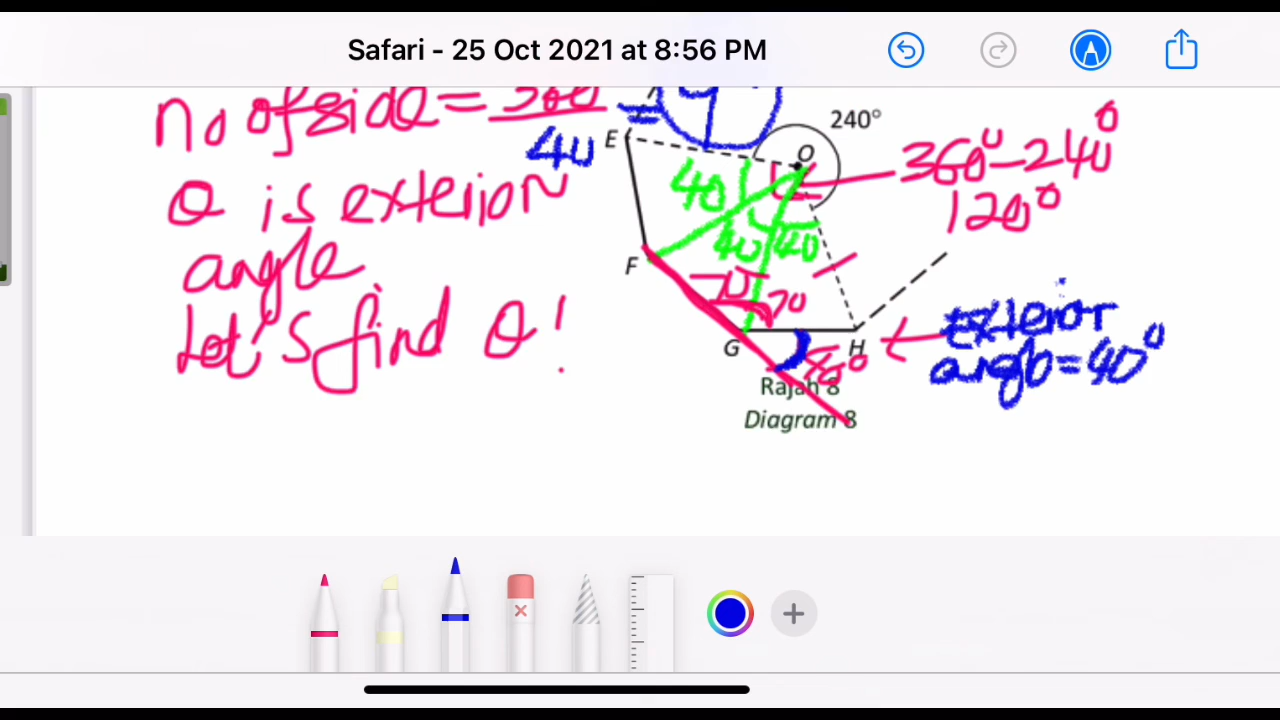 Safari - 25 Oct 2021 at 8:56 PM
no of side = 360
40
= 9
E
240°
O
360° - 240°
120°
θ is exterior
angle
Let's find θ!
40
40
40
F
70
70
G
H
exterior
angle = 40°
Rajah 8
Diagram 8